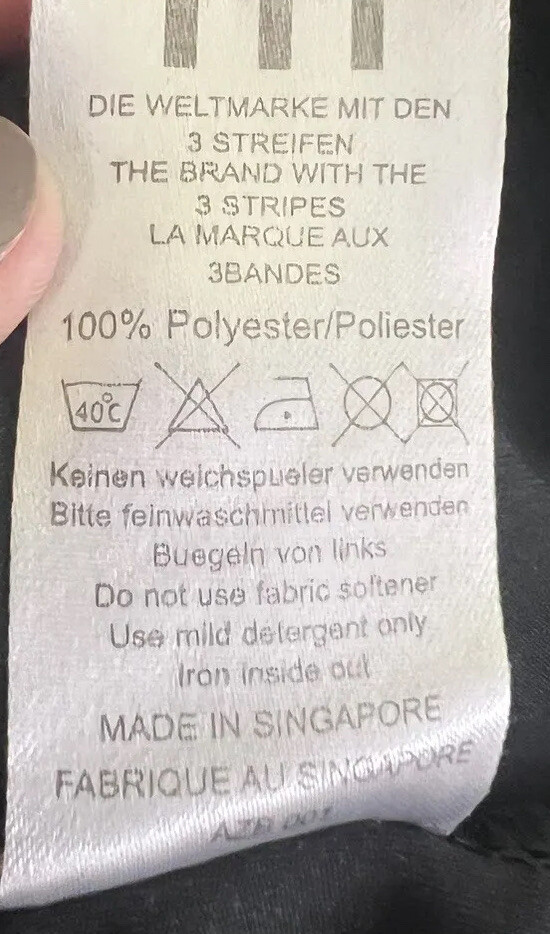 DIE WELTMARKE MIT DEN
3 STREIFEN
THE BRAND WITH THE
3 STRIPES
LA MARQUE AUX
3BANDES
100% Polyester/Poliester
40°C
Keinen weichspueler verwenden
Bitte feinwaschmittel verwenden
Buegeln von links
Do not use fabric softener
Use mild detergent only
Iron inside out
MADE IN SINGAPORE
FABRIQUE AU SINGAPORE